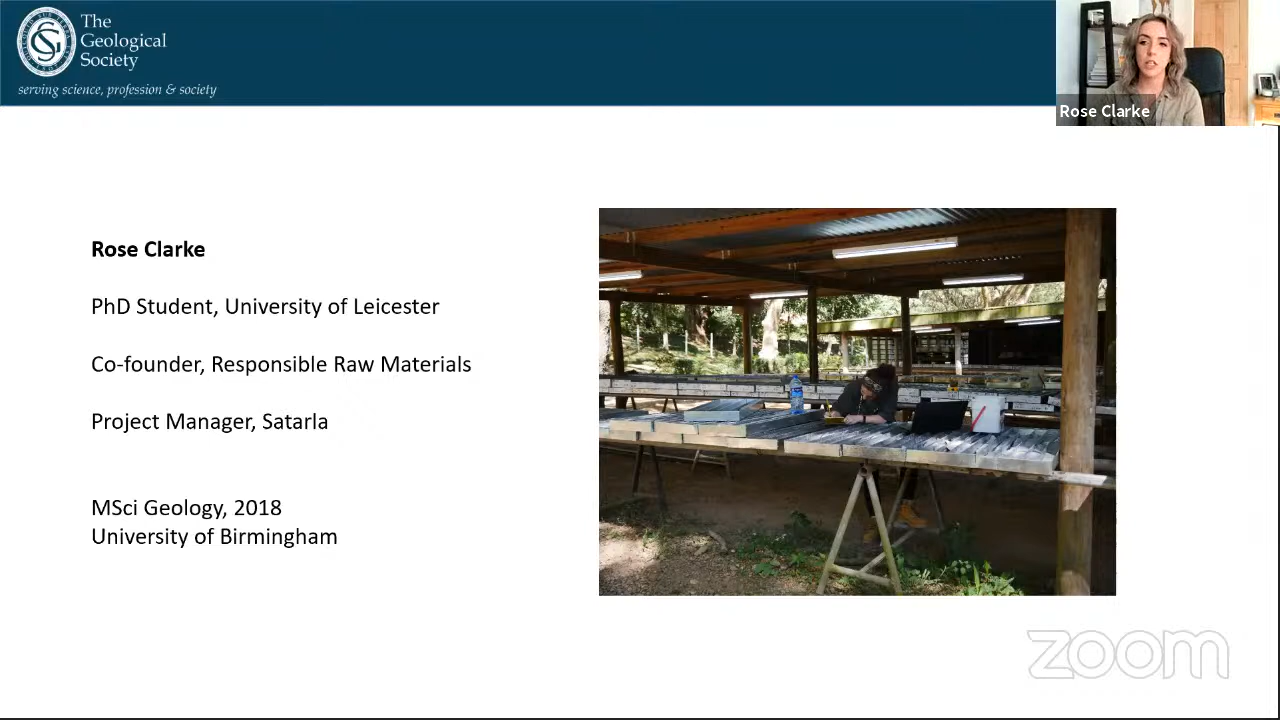 The
Geological
Society
serving science, profession & society
Rose Clarke
Rose Clarke
PhD Student, University of Leicester
Co-founder, Responsible Raw Materials
Project Manager, Satarla
MSci Geology, 2018
University of Birmingham
zoom